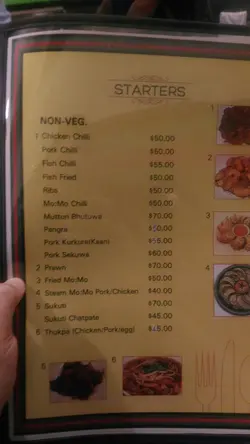 STARTERS
NON-VEG.
1 Chicken Chilli $50.00
Pork Chilli $50.00
Fish Chilli $55.00
Fish Fried $50.00
Ribs $50.00
Mo:Mo Chilli $50.00
Mutton Bhutuwa $70.00
Pangra $50.00
Pork Kurkure(Kaan) $55.00
Pork Sekuwa $60.00
2 Prawn $70.00
3 Fried Mo:Mo $50.00
4 Steam Mo:Mo Pork/Chicken $40.00
5 Sukuti $70.00
Sukuti Chatpate $45.00
6 Thukpa (Chicken/Pork/egg) $45.00
1
2
3
4
5
6